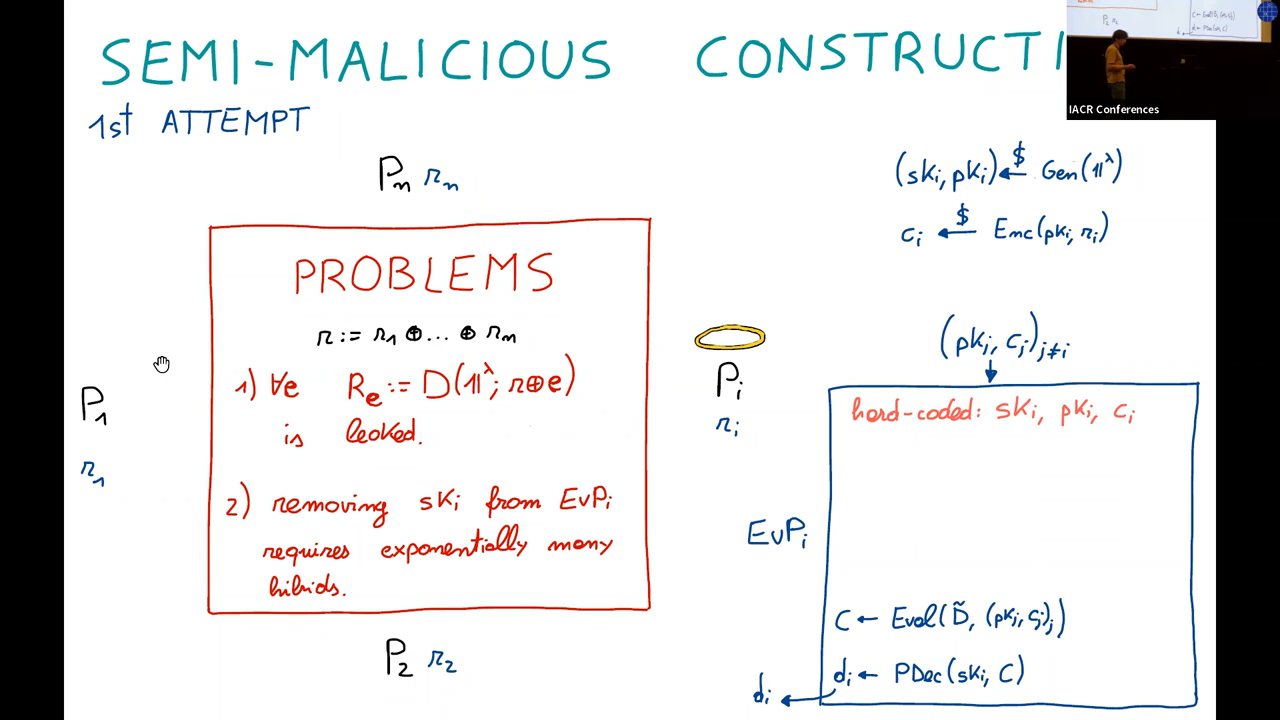 SEMI-MALICIOUS CONSTRUCTI
1st ATTEMPT
IACR Conferences
Pn rn
(ski, pki) ←$ Gen(1^λ)
ci ←$ Enc(pki, ri)
PROBLEMS
r := r1 ⊕ ... ⊕ rn
1) ∀e Re := D(1^λ; r⊕e)
is leaked.
2) removing ski from EvPi
requires exponentially many
hibrids.
P1
r1
P2 r2
Pi
ri
(pkj, cj)j≠i
hard-coded: ski, pki, ci
EvPi
C ← Eval(D̃, (pkj, cj)j)
di ← PDec(ski, C)
di